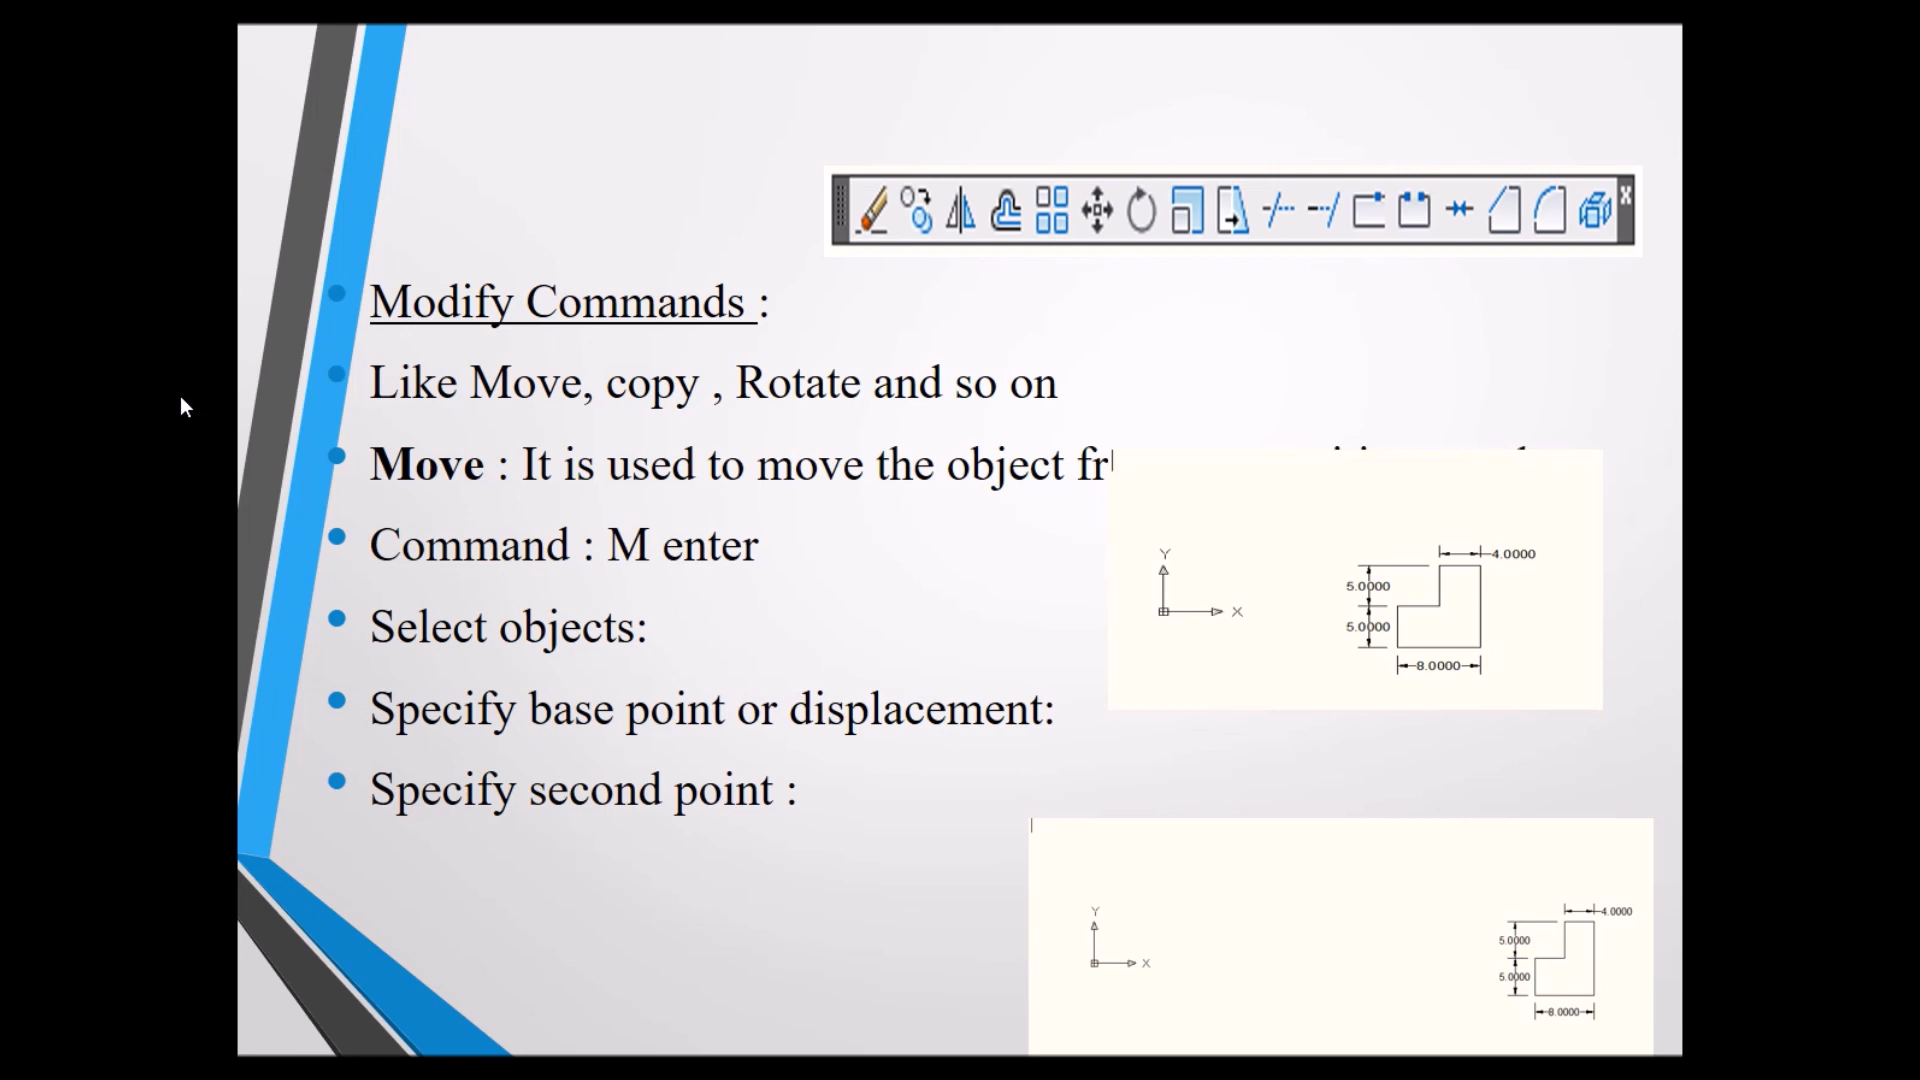 Modify Commands :
Like Move, copy , Rotate and so on
Move : It is used to move the object
Command : M enter
Select objects:
Specify base point or displacement:
Specify second point :
Y
X
4.0000
5.0000
5.0000
8.0000
Y
X
4.0000
5.0000
5.0000
8.0000